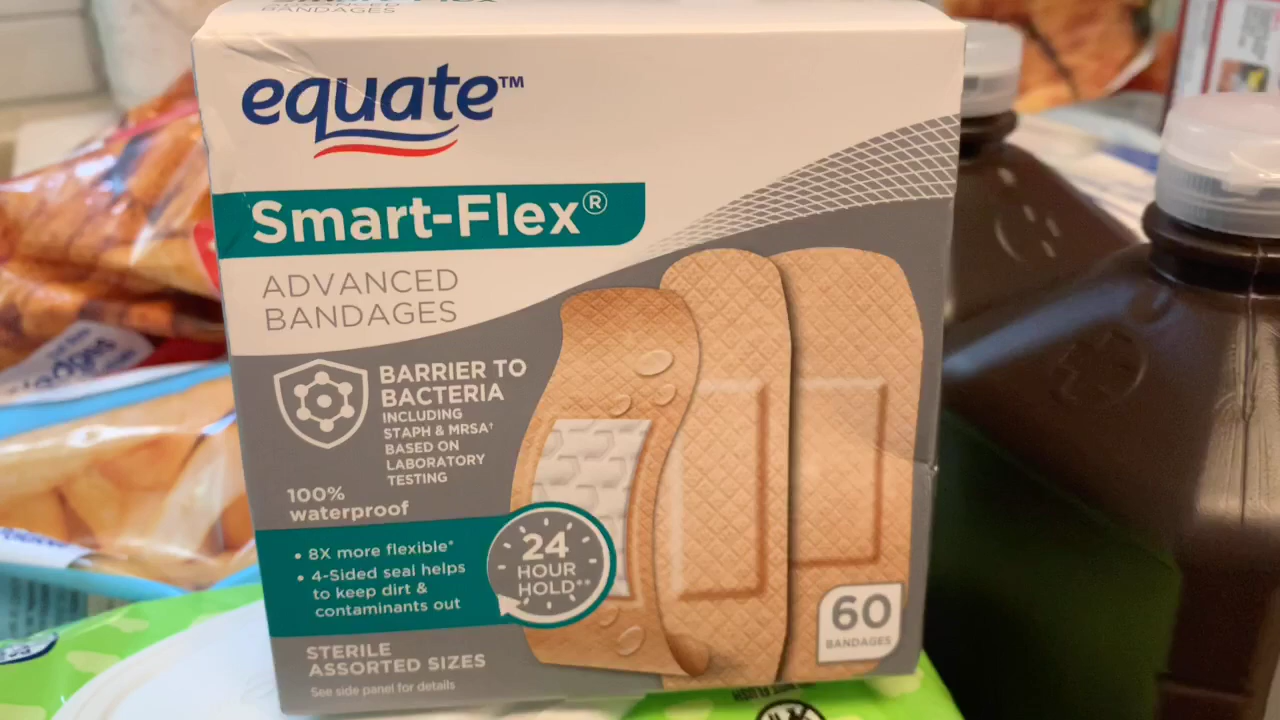 BANDAGES
equate™
Smart-Flex®
ADVANCED
BANDAGES
BARRIER TO
BACTERIA
INCLUDING
STAPH & MRSA†
BASED ON
LABORATORY
TESTING
100%
waterproof
• 8X more flexible*
• 4-Sided seal helps
to keep dirt &
contaminants out
24
HOUR
HOLD**
60
BANDAGES
STERILE
ASSORTED SIZES
See side panel for details